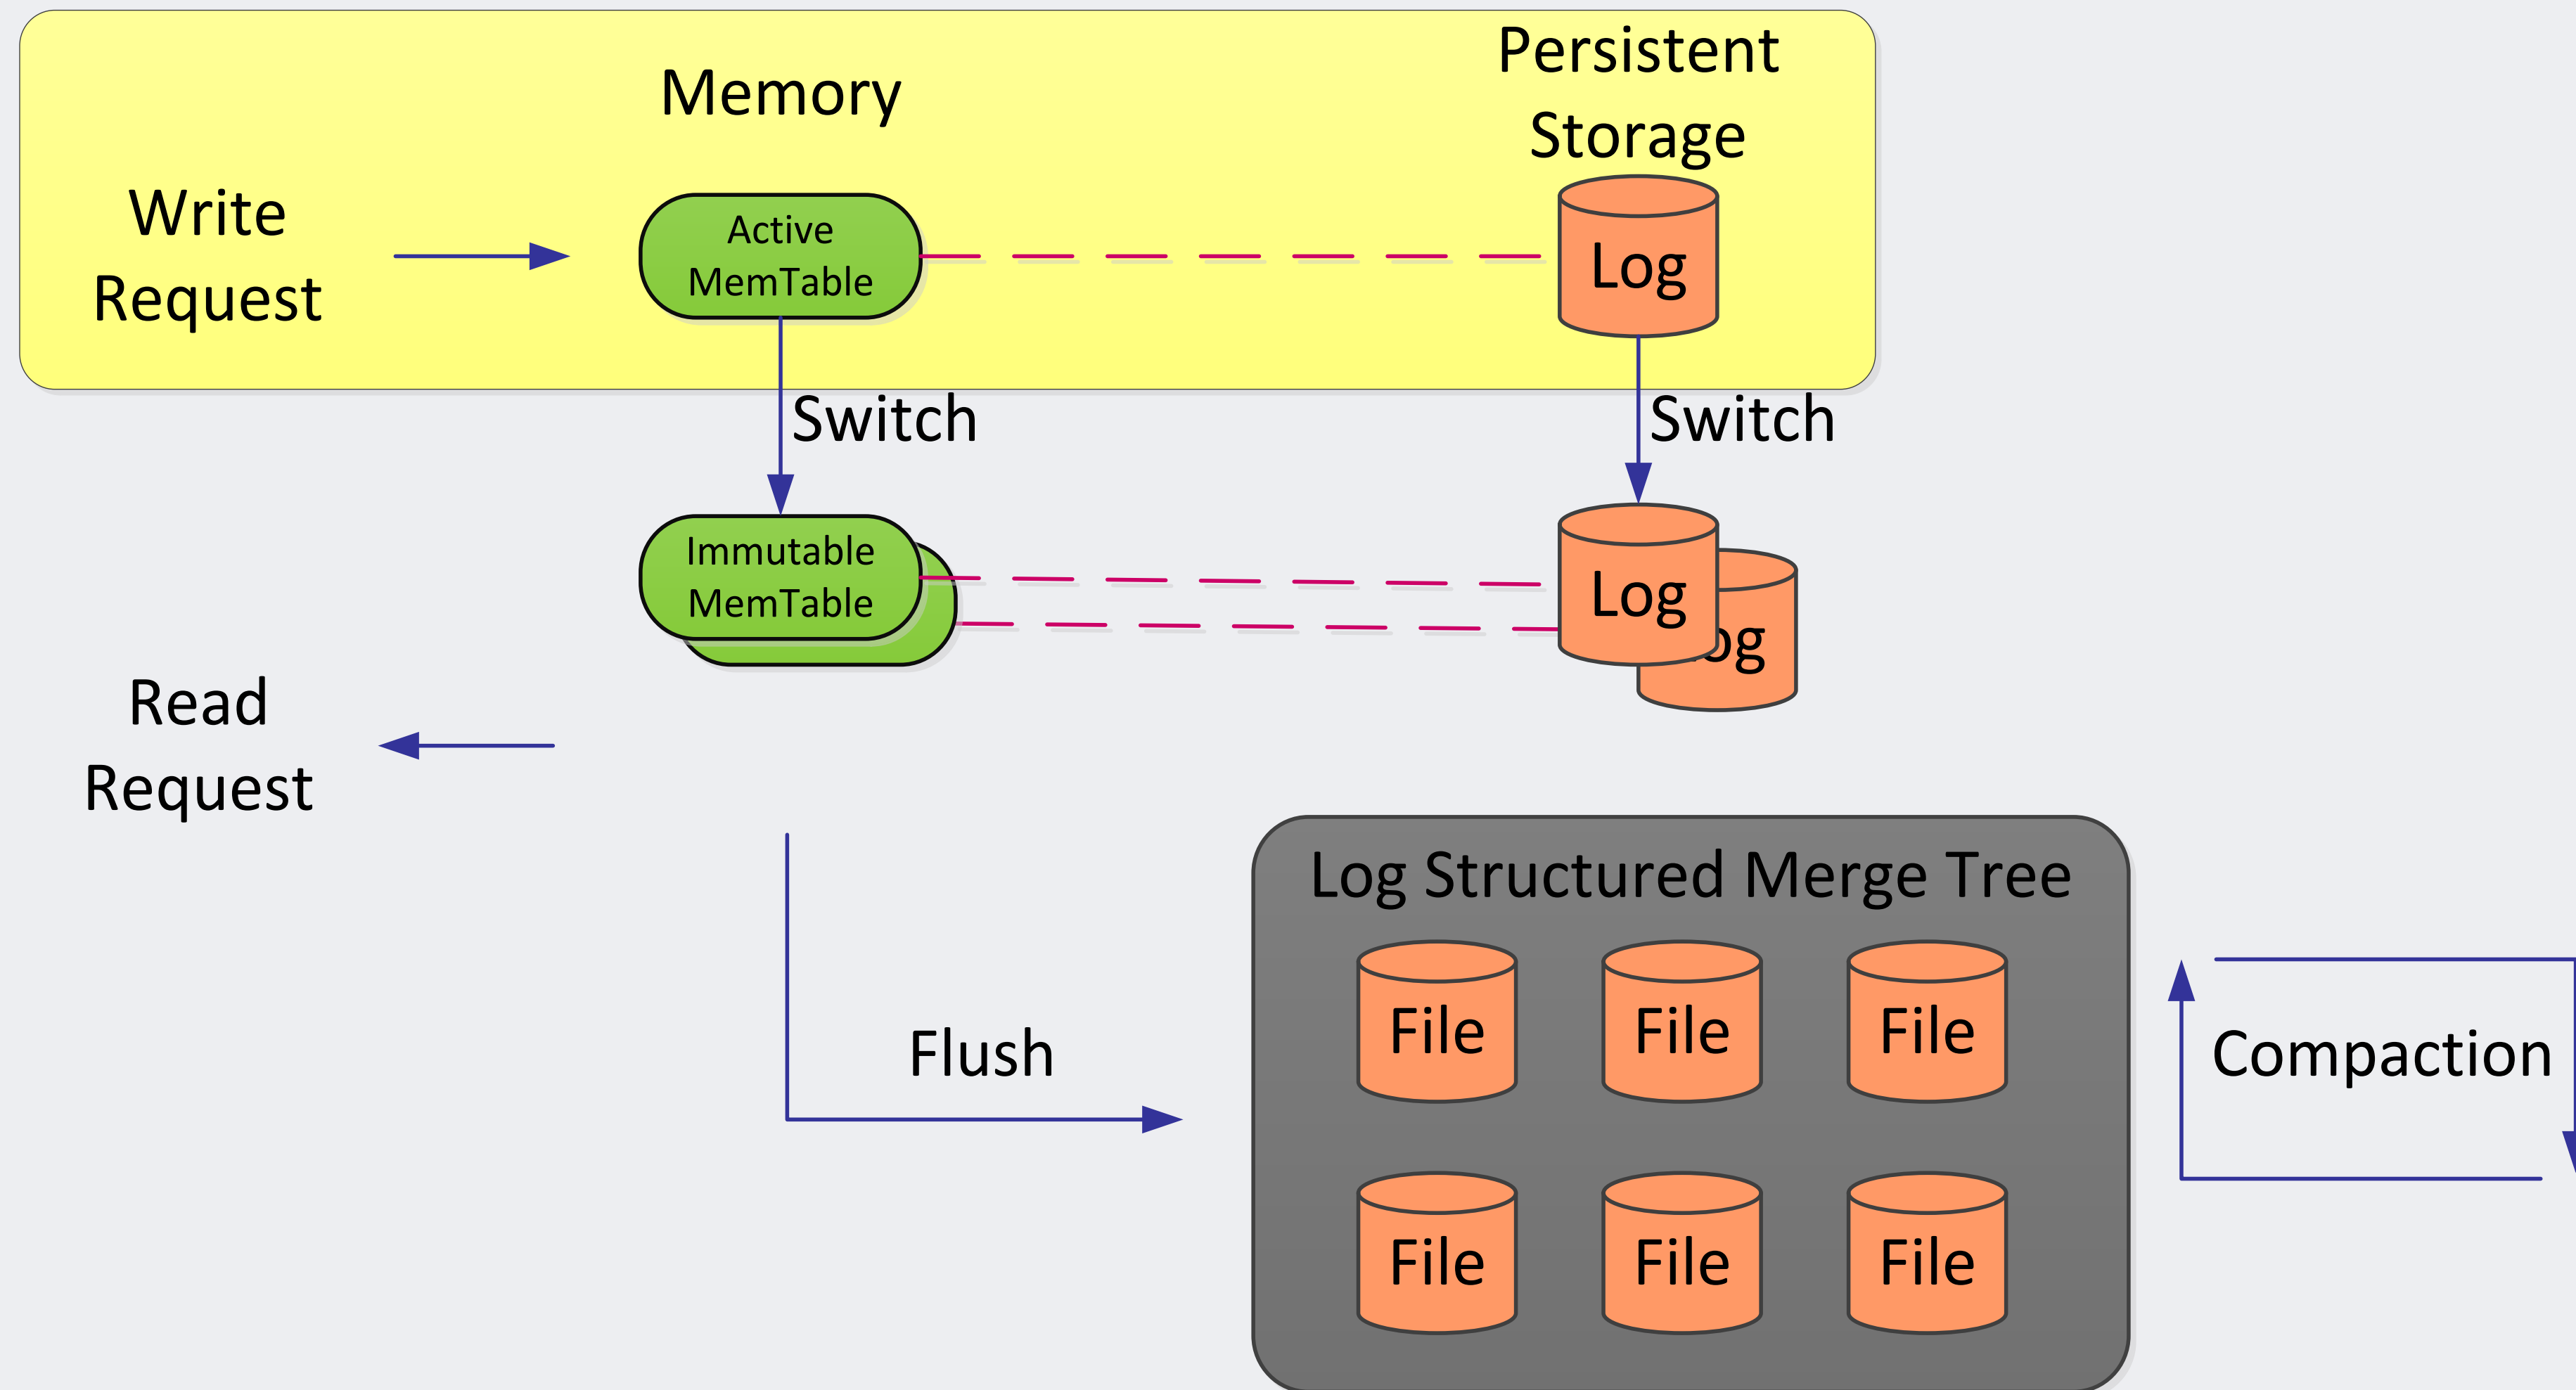 Memory
Persistent
Storage
Write
Request
Active
MemTable
Log
Switch
Switch
Immutable
MemTable
Log
Read
Request
Log Structured Merge Tree
File
File
File
Flush
Compaction
File
File
File